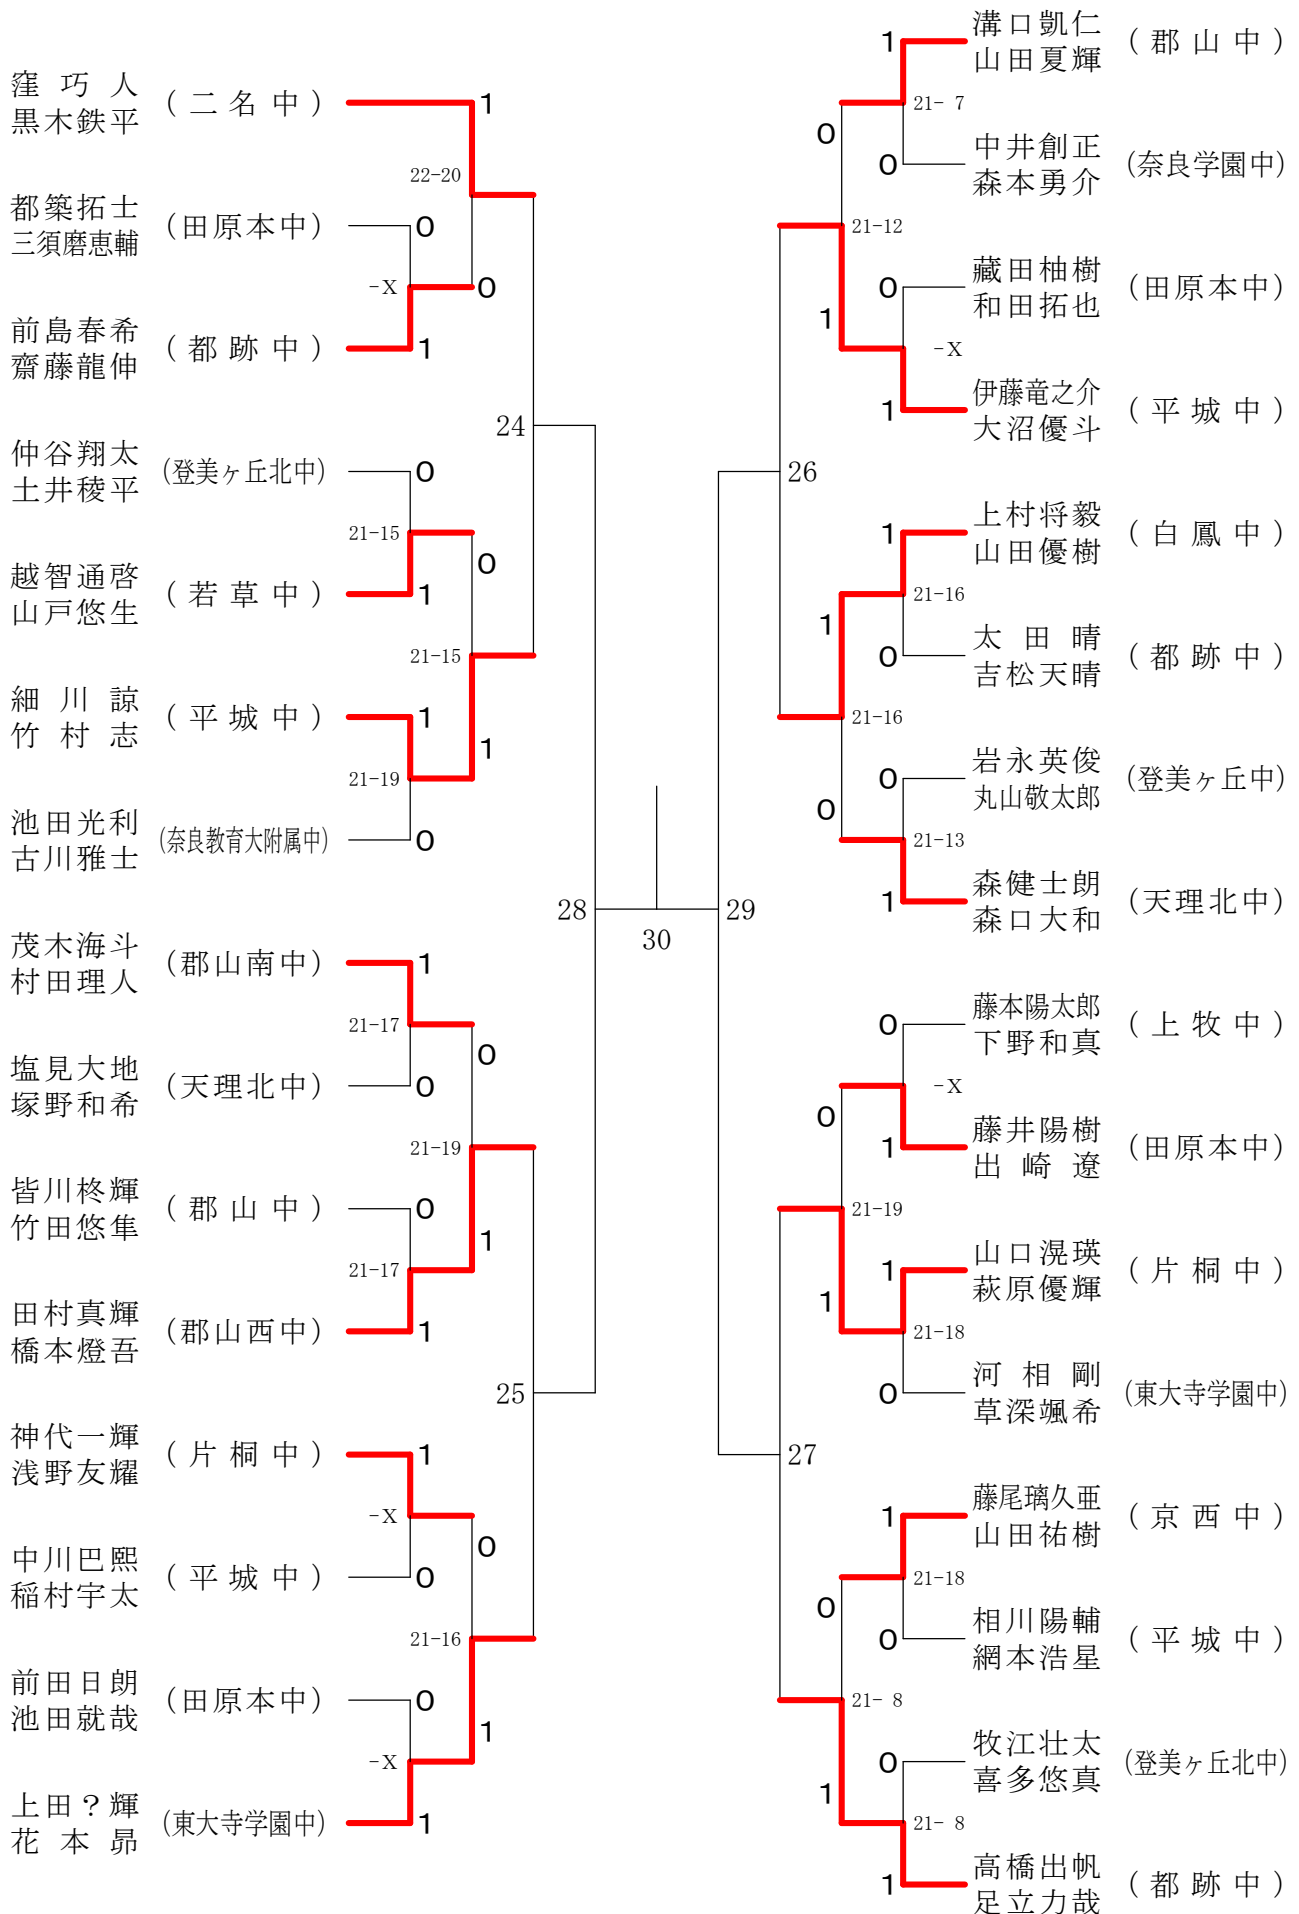 窪巧人
黒木鉄平
(二名中)
1
22-20
都築拓士
三須磨恵輔
(田原本中)
0
-X
0
前島春希
齋藤龍伸
(都跡中)
1
24
仲谷翔太
土井稜平
(登美ヶ丘北中)
0
21-15
0
越智通啓
山戸悠生
(若草中)
1
21-15
細川諒
竹村志
(平城中)
1
1
21-19
池田光利
古川雅士
(奈良教育大附属中)
0
28
茂木海斗
村田理人
(郡山南中)
1
21-17
0
塩見大地
塚野和希
(天理北中)
0
21-19
皆川柊輝
竹田悠隼
(郡山中)
0
1
21-17
田村真輝
橋本燈吾
(郡山西中)
1
25
神代一輝
浅野友耀
(片桐中)
1
-X
0
中川巴熙
稲村宇太
(平城中)
0
21-16
前田日朗
池田就哉
(田原本中)
0
1
-X
上田?輝
花本昴
(東大寺学園中)
1
30
1
溝口凱仁
山田夏輝
(郡山中)
21- 7
0
0
中井創正
森本勇介
(奈良学園中)
21-12
0
藏田柚樹
和田拓也
(田原本中)
1
-X
1
伊藤竜之介
大沼優斗
(平城中)
26
1
上村将毅
山田優樹
(白鳳中)
21-16
1
0
太田晴
吉松天晴
(都跡中)
21-16
0
岩永英俊
丸山敬太郎
(登美ヶ丘中)
0
21-13
1
森健士朗
森口大和
(天理北中)
29
0
藤本陽太郎
下野和真
(上牧中)
-X
0
1
藤井陽樹
出崎遼
(田原本中)
21-19
1
山口滉瑛
萩原優輝
(片桐中)
1
21-18
0
河相剛
草深颯希
(東大寺学園中)
27
1
藤尾璃久亜
山田祐樹
(京西中)
21-18
0
0
相川陽輔
網本浩星
(平城中)
21- 8
0
牧江壮太
喜多悠真
(登美ヶ丘北中)
1
21- 8
1
高橋出帆
足立力哉
(都跡中)